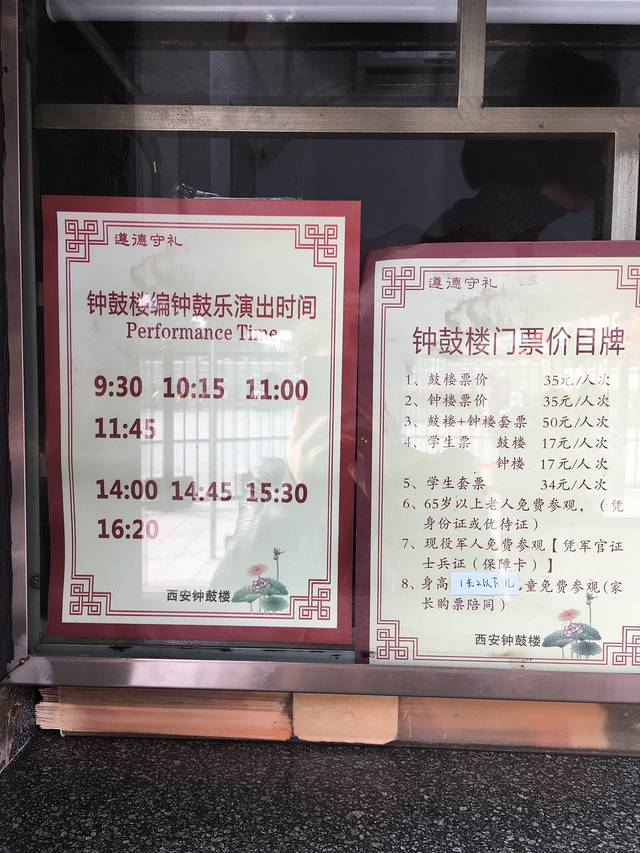 遵德守礼
钟鼓楼编钟鼓乐演出时间
Performance Time
9:30 10:15 11:00
11:45
14:00 14:45 15:30
16:20
西安钟鼓楼
遵德守礼
钟鼓楼门票价目牌
1、鼓楼票价 35元/人次
2、钟楼票价 35元/人次
3、鼓楼+钟楼套票 50元/人次
4、学生票 鼓楼 17元/人次
钟楼 17元/人次
5、学生套票 34元/人次
6、65岁以上老人免费参观，（凭
身份证或优待证）
7、现役军人免费参观【凭军官证
士兵证（保障卡）】
8、身高1米2以下儿童免费参观(家
长购票陪同）
西安钟鼓楼